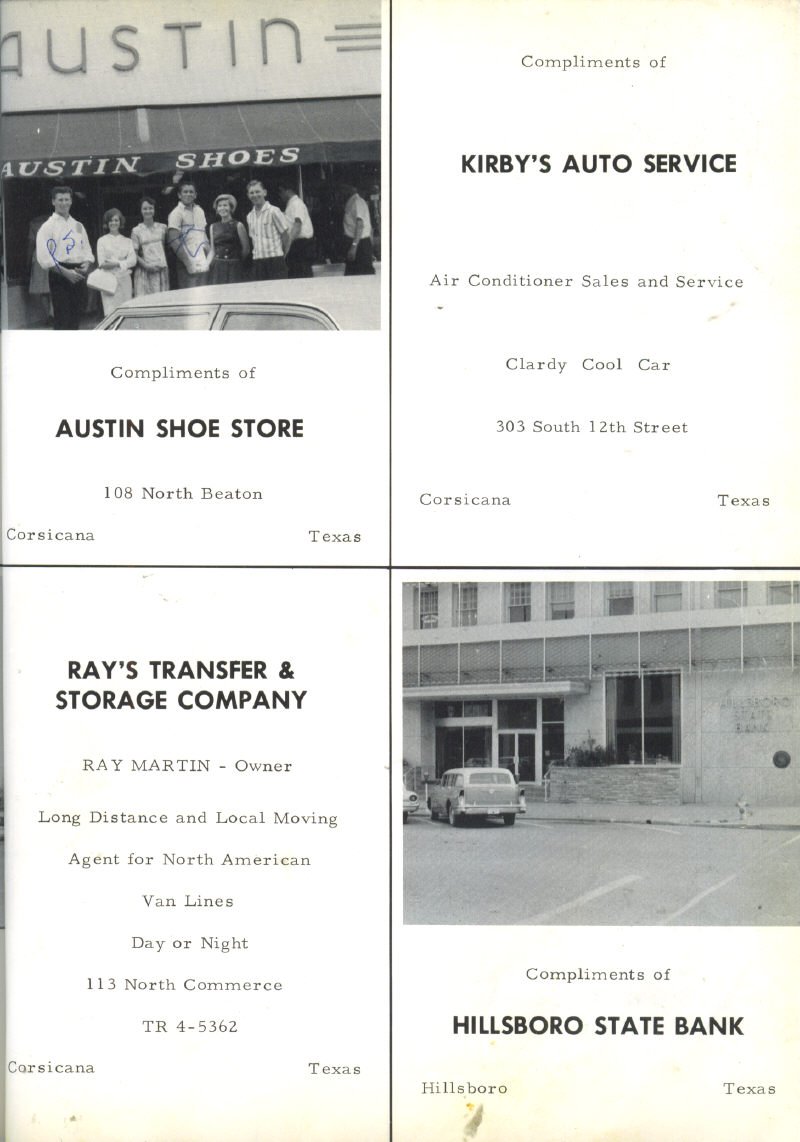 AUSTIN
AUSTIN SHOES
P.S.
Compliments of
AUSTIN SHOE STORE
108 North Beaton
Corsicana Texas
Compliments of
KIRBY'S AUTO SERVICE
Air Conditioner Sales and Service
Clardy Cool Car
303 South 12th Street
Corsicana Texas
RAY'S TRANSFER &
STORAGE COMPANY
RAY MARTIN - Owner
Long Distance and Local Moving
Agent for North American
Van Lines
Day or Night
113 North Commerce
TR 4-5362
Corsicana Texas
HILLSBORO
STATE
BANK
Compliments of
HILLSBORO STATE BANK
Hillsboro Texas